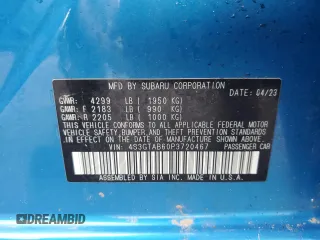 MFD BY SUBARU CORPORATION
DATE - 04/23
GVWR: 4299 LB ( 1950 KG)
GAWR: F 2183 LB ( 990 KG)
GAWR: R 2205 LB ( 1000 KG)
THIS VEHICLE CONFORMS TO ALL APPLICABLE FEDERAL MOTOR
VEHICLE SAFETY, BUMPER, AND THEFT PREVENTION STANDARDS
IN EFFECT ON THE DATE OF MANUFACTURE SHOWN ABOVE.
VIN: 4S3GTAB60P3720467 PASSENGER CAR
ASSEMBLED BY SIA IN U.S.A.
DREAMBID